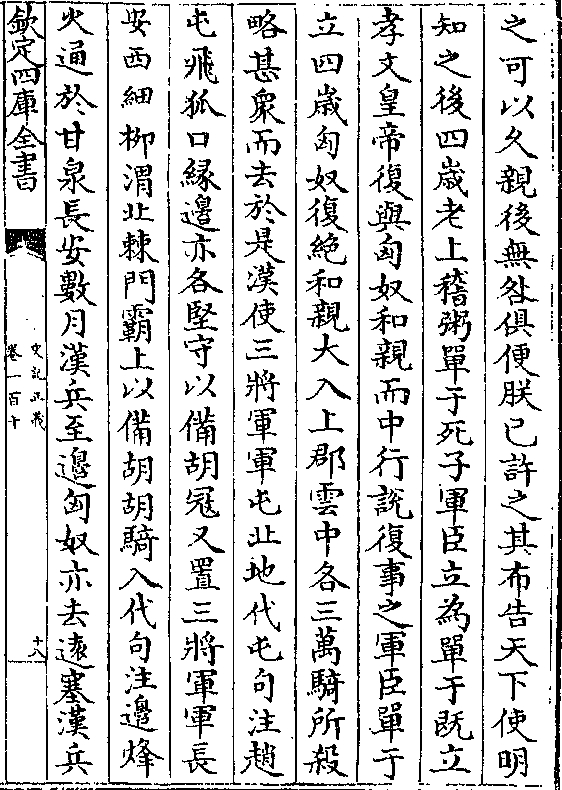 之可以久親後無咎俱便朕已許之其布告天下使明
知之後四歳老上稽粥單于死子軍臣立為單于既立
孝文皇帝復與匈奴和親而中行說復事之軍臣單于
立四歳匈奴復絶和親大入上郡雲中各三萬騎所殺
略甚衆而去於是漢使三將軍軍屯北地代屯句注趙
屯飛狐口緣邊亦各堅守以備胡冦又置三將軍軍長
安西細柳渭北棘門霸上以備胡胡騎入代句注邊烽
火通於甘泉長安數月漢兵至邊匈奴亦去遠塞漢兵
欽定四庫全書
史記正義
卷一百十
十八